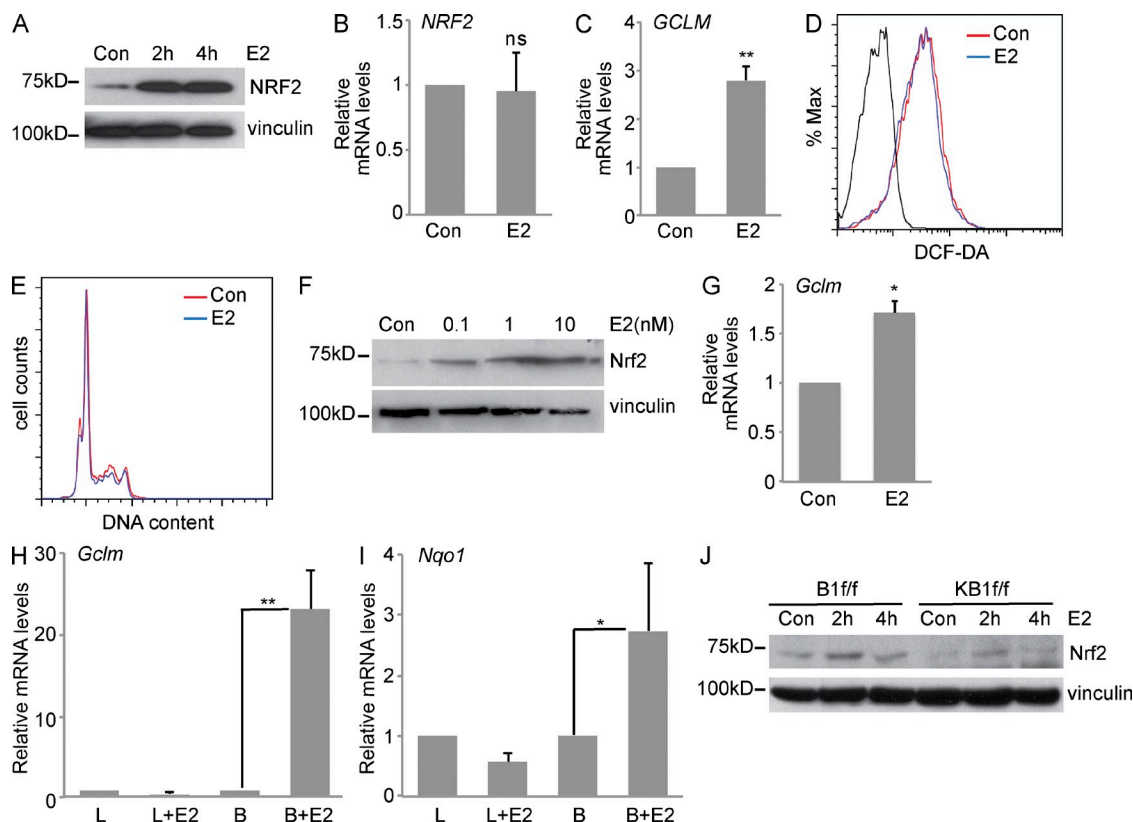 A
Con 2h 4h E2
75kD
NRF2
100kD
vinculin
B
NRF2
Relative mRNA levels
1.5
1
0.5
0
ns
Con E2
C
GCLM
Relative mRNA levels
4
3
2
1
0
**
Con E2
D
Con
E2
% Max
DCF-DA
E
Con
E2
cell counts
DNA content
F
Con 0.1 1 10 E2(nM)
75kD
Nrf2
100kD
vinculin
G
Gclm
Relative mRNA levels
2
1.5
1
0.5
0
*
Con E2
H
Gclm
Relative mRNA levels
30
20
10
0
**
L L+E2 B B+E2
I
Nqo1
Relative mRNA levels
4
3
2
1
0
*
L L+E2 B B+E2
J
B1f/f KB1f/f
Con 2h 4h Con 2h 4h E2
75kD
Nrf2
100kD
vinculin